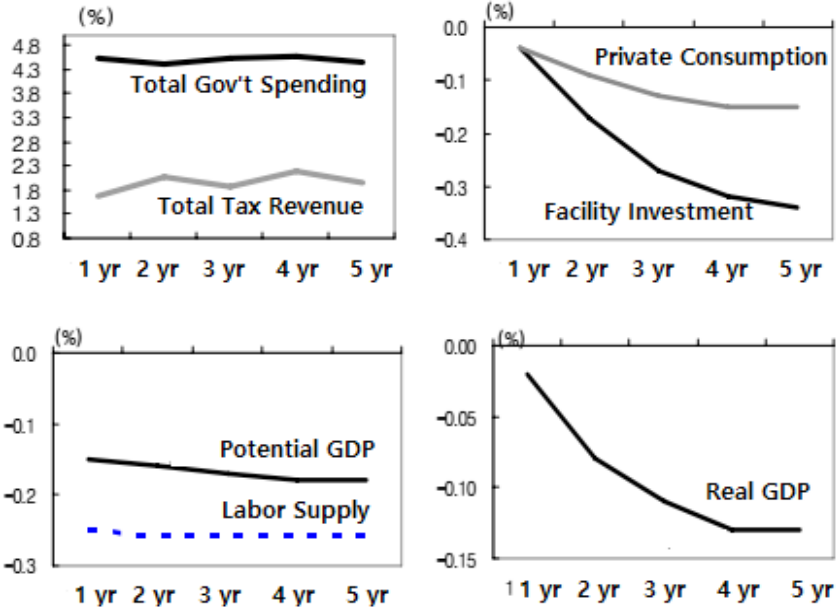 (%)
4.8
4.3
3.8
3.3
2.8
2.3
1.8
1.3
0.8
Total Gov't Spending
Total Tax Revenue
1 yr 2 yr 3 yr 4 yr 5 yr
(%)
0.0
-0.1
-0.2
-0.3
-0.4
Private Consumption
Facility Investment
1 yr 2 yr 3 yr 4 yr 5 yr
(%)
0.0
-0.1
-0.2
-0.3
Potential GDP
Labor Supply
1 yr 2 yr 3 yr 4 yr 5 yr
(%)
0.00
-0.05
-0.10
-0.15
Real GDP
1 1 yr 2 yr 3 yr 4 yr 5 yr